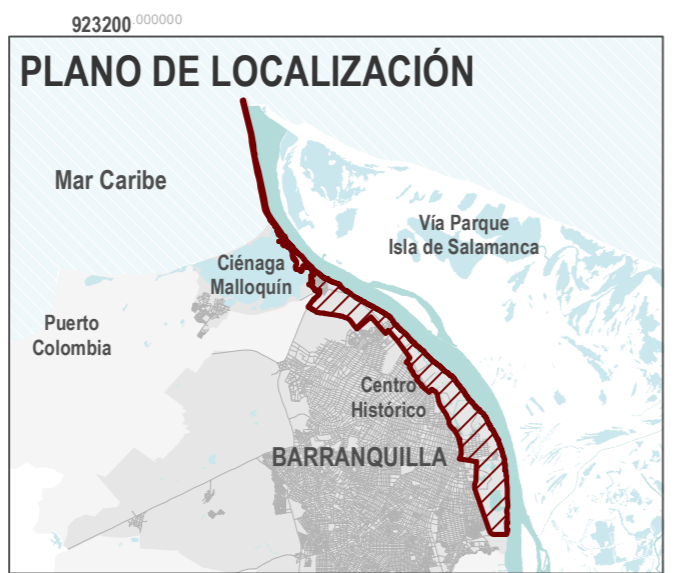 923200.000000
PLANO DE LOCALIZACIÓN
Mar Caribe
Vía Parque
Isla de Salamanca
Ciénaga
Malloquín
Puerto
Colombia
Centro
Histórico
BARRANQUILLA